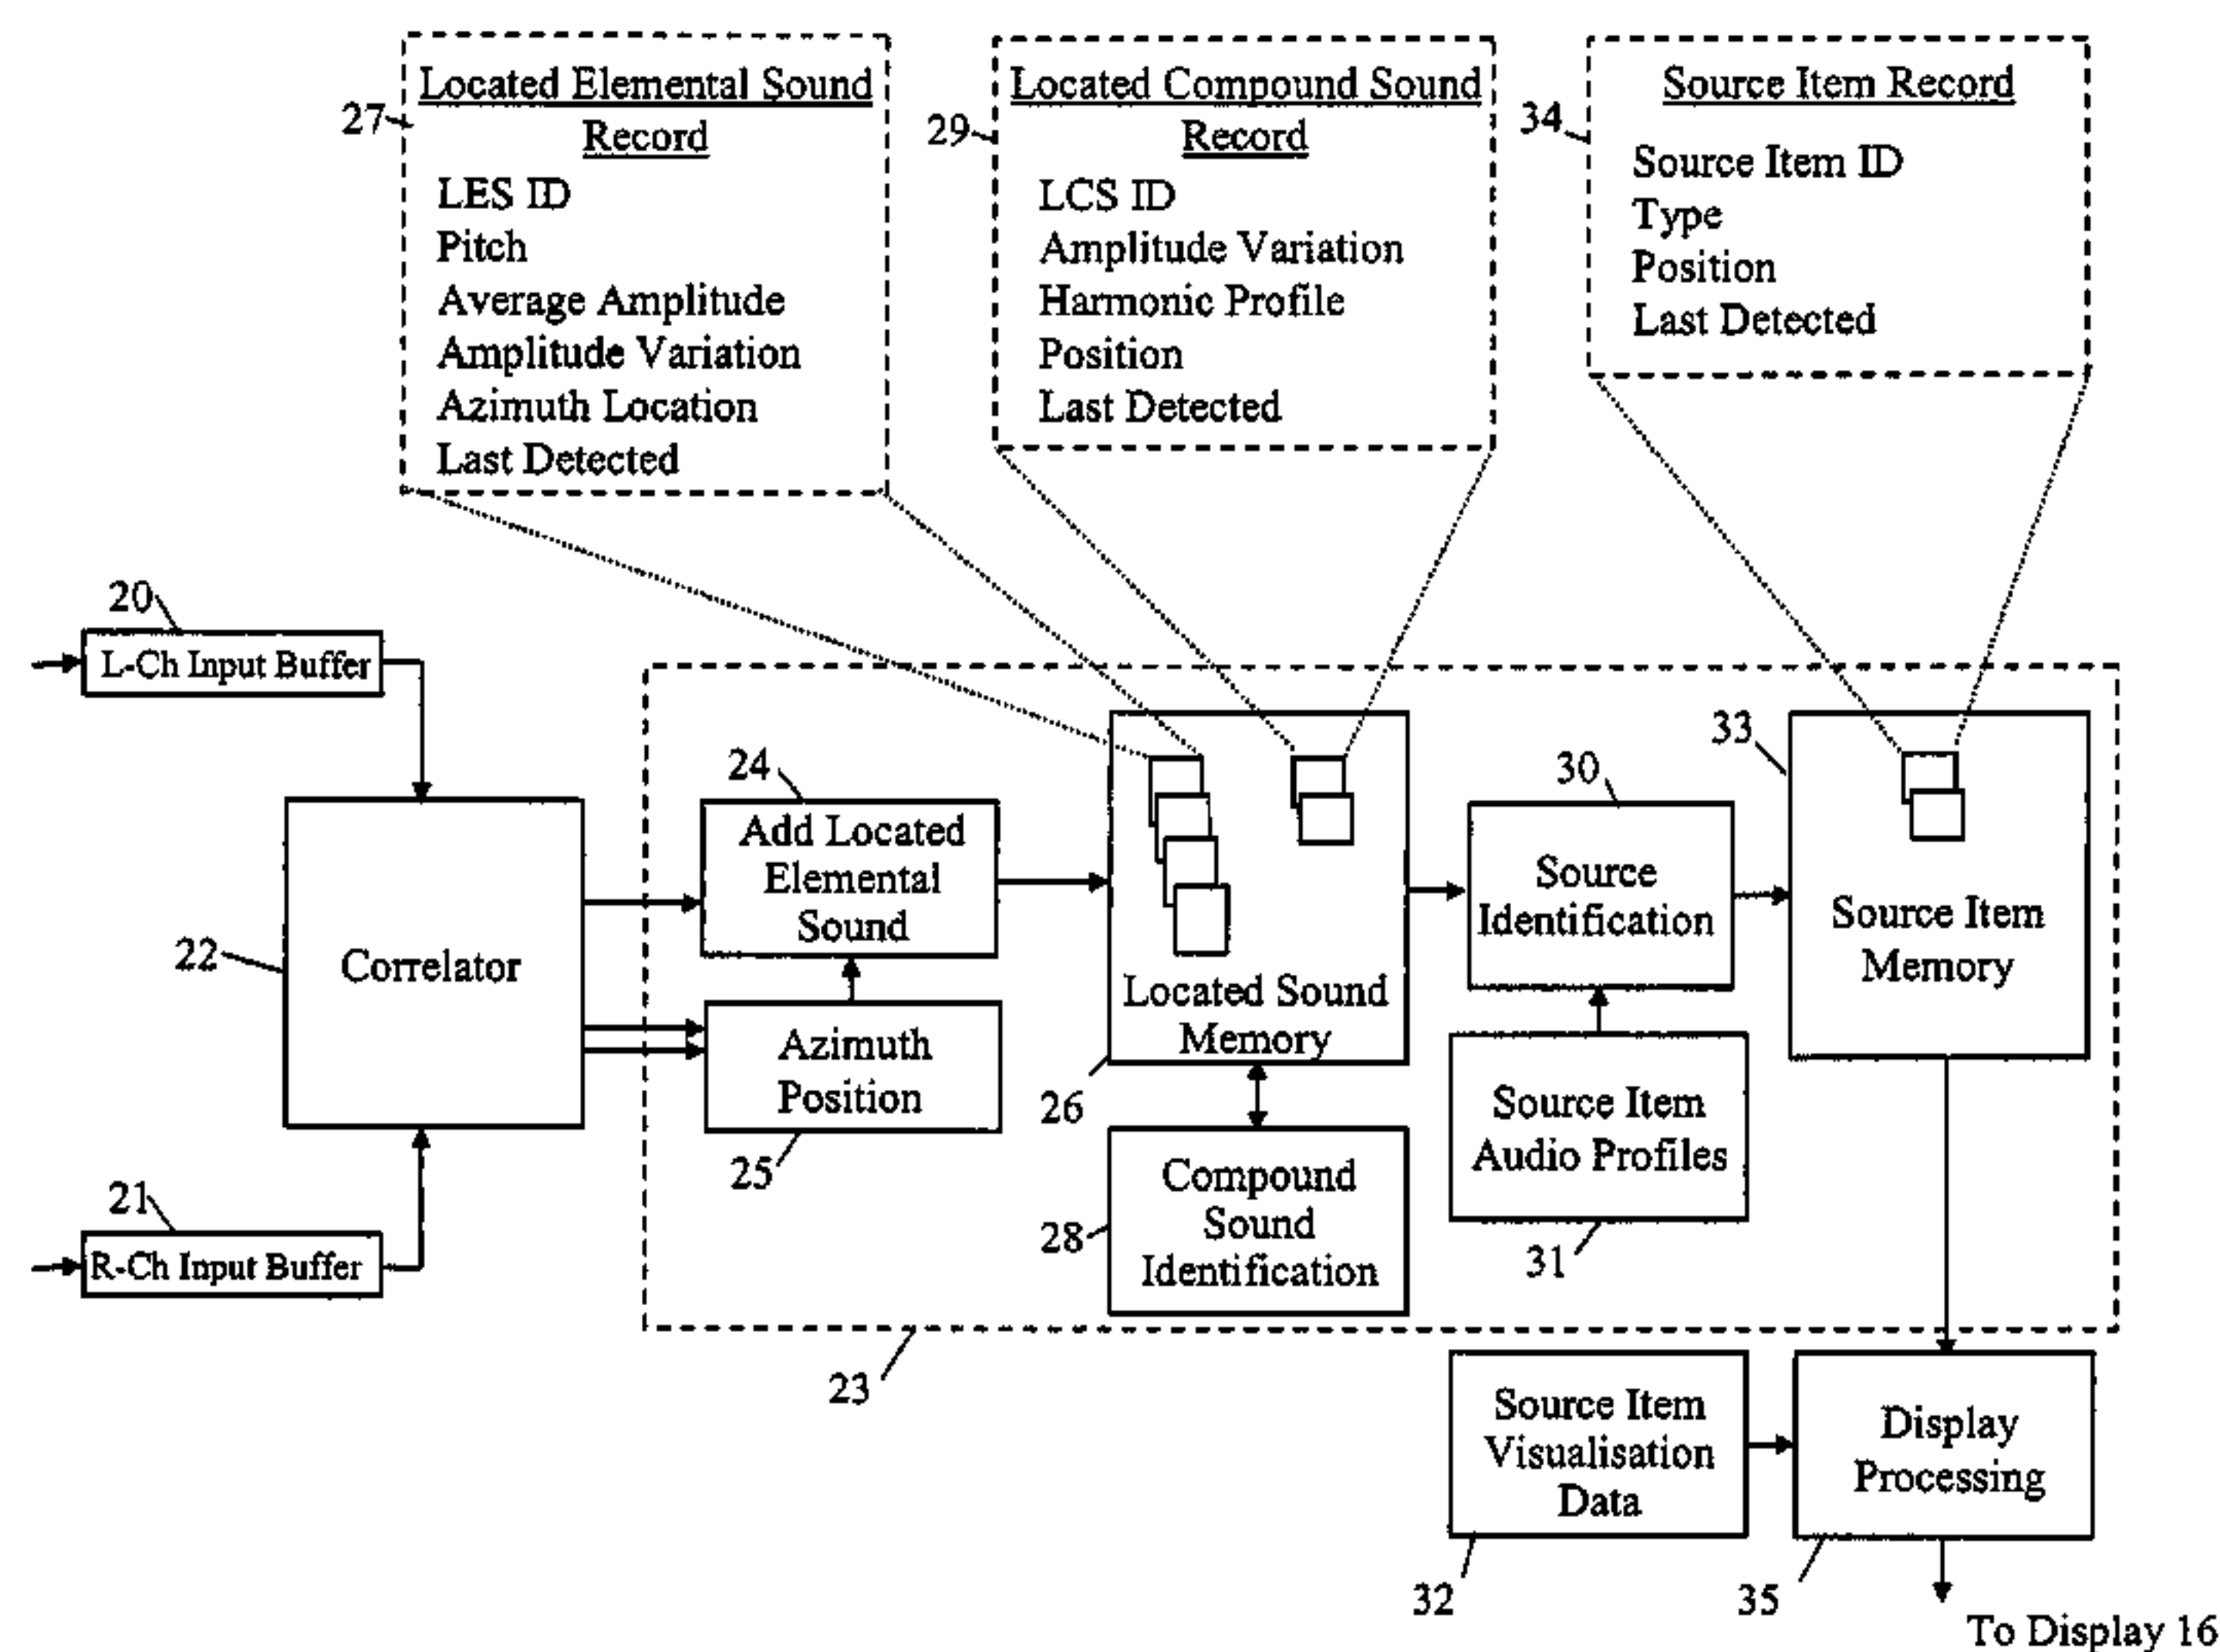 Located Elemental Sound
Record
27
LES ID
Pitch
Average Amplitude
Amplitude Variation
Azimuth Location
Last Detected
Located Compound Sound
Record
29
LCS ID
Amplitude Variation
Harmonic Profile
Position
Last Detected
Source Item Record
34
Source Item ID
Type
Position
Last Detected
20
L-Ch Input Buffer
22
Correlator
21
R-Ch Input Buffer
24
Add Located
Elemental
Sound
Azimuth
Position
25
Located Sound
Memory
26
Compound
Sound
Identification
28
30
Source
Identification
Source Item
Audio Profiles
31
33
Source Item
Memory
23
Source Item
Visualisation
Data
32
Display
Processing
35
To Display 16